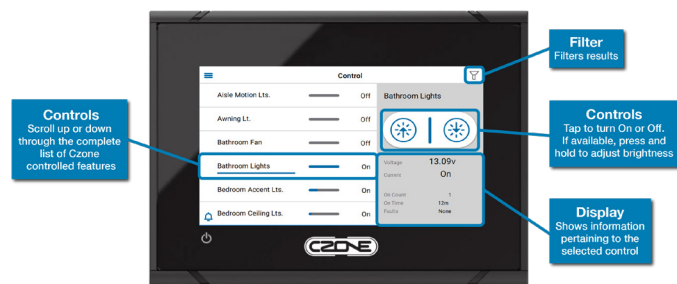 Filter
Filters results
Control
Aisle Motion Lts. Off
Awning Lt. Off
Bathroom Fan Off
Bathroom Lights On
Bedroom Accent Lts. On
Bedroom Ceiling Lts. On
Bathroom Lights
Voltage 13.09v
Current On
On Count 1
On Time 12m
Faults None
CZONE
Controls
Scroll up or down
through the complete
list of Czone
controlled features
Controls
Tap to turn On or Off.
If available, press and
hold to adjust brightness
Display
Shows information
pertaining to the
selected control